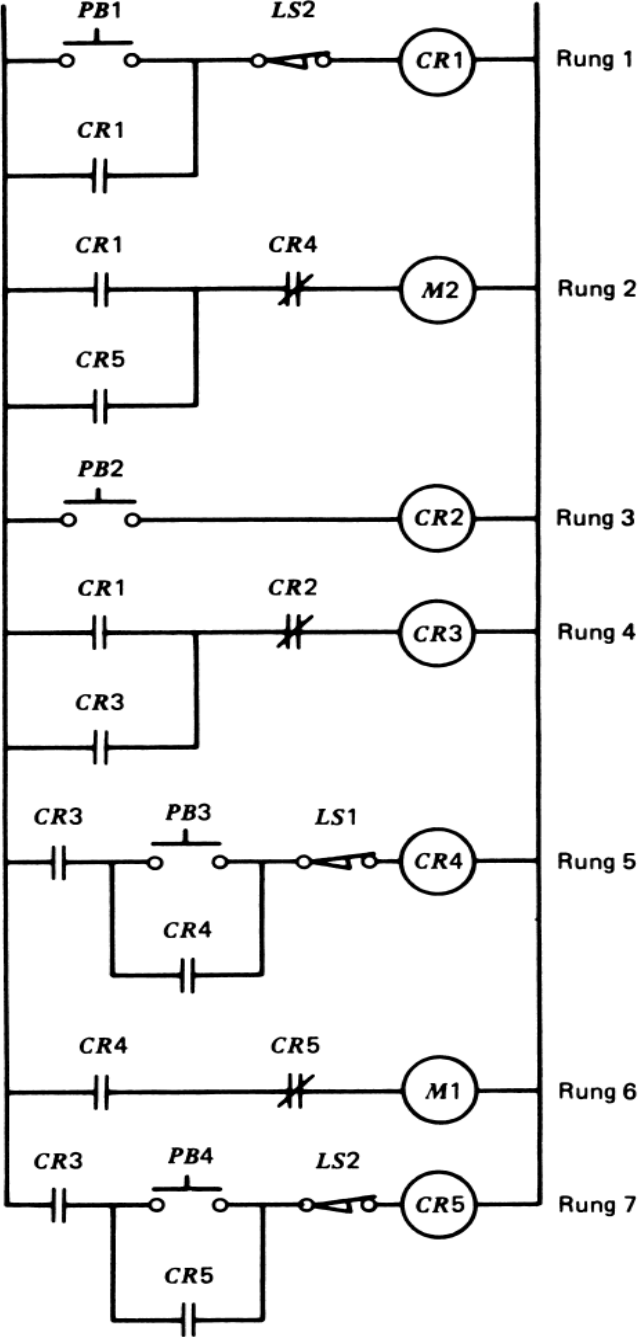 PB1 LS2
CR1 Rung 1
CR1
CR1 CR4
M2 Rung 2
CR5
PB2
CR2 Rung 3
CR1 CR2
CR3 Rung 4
CR3
CR3 PB3 LS1
CR4 Rung 5
CR4
CR4 CR5
M1 Rung 6
CR3 PB4 LS2
CR5 Rung 7
CR5